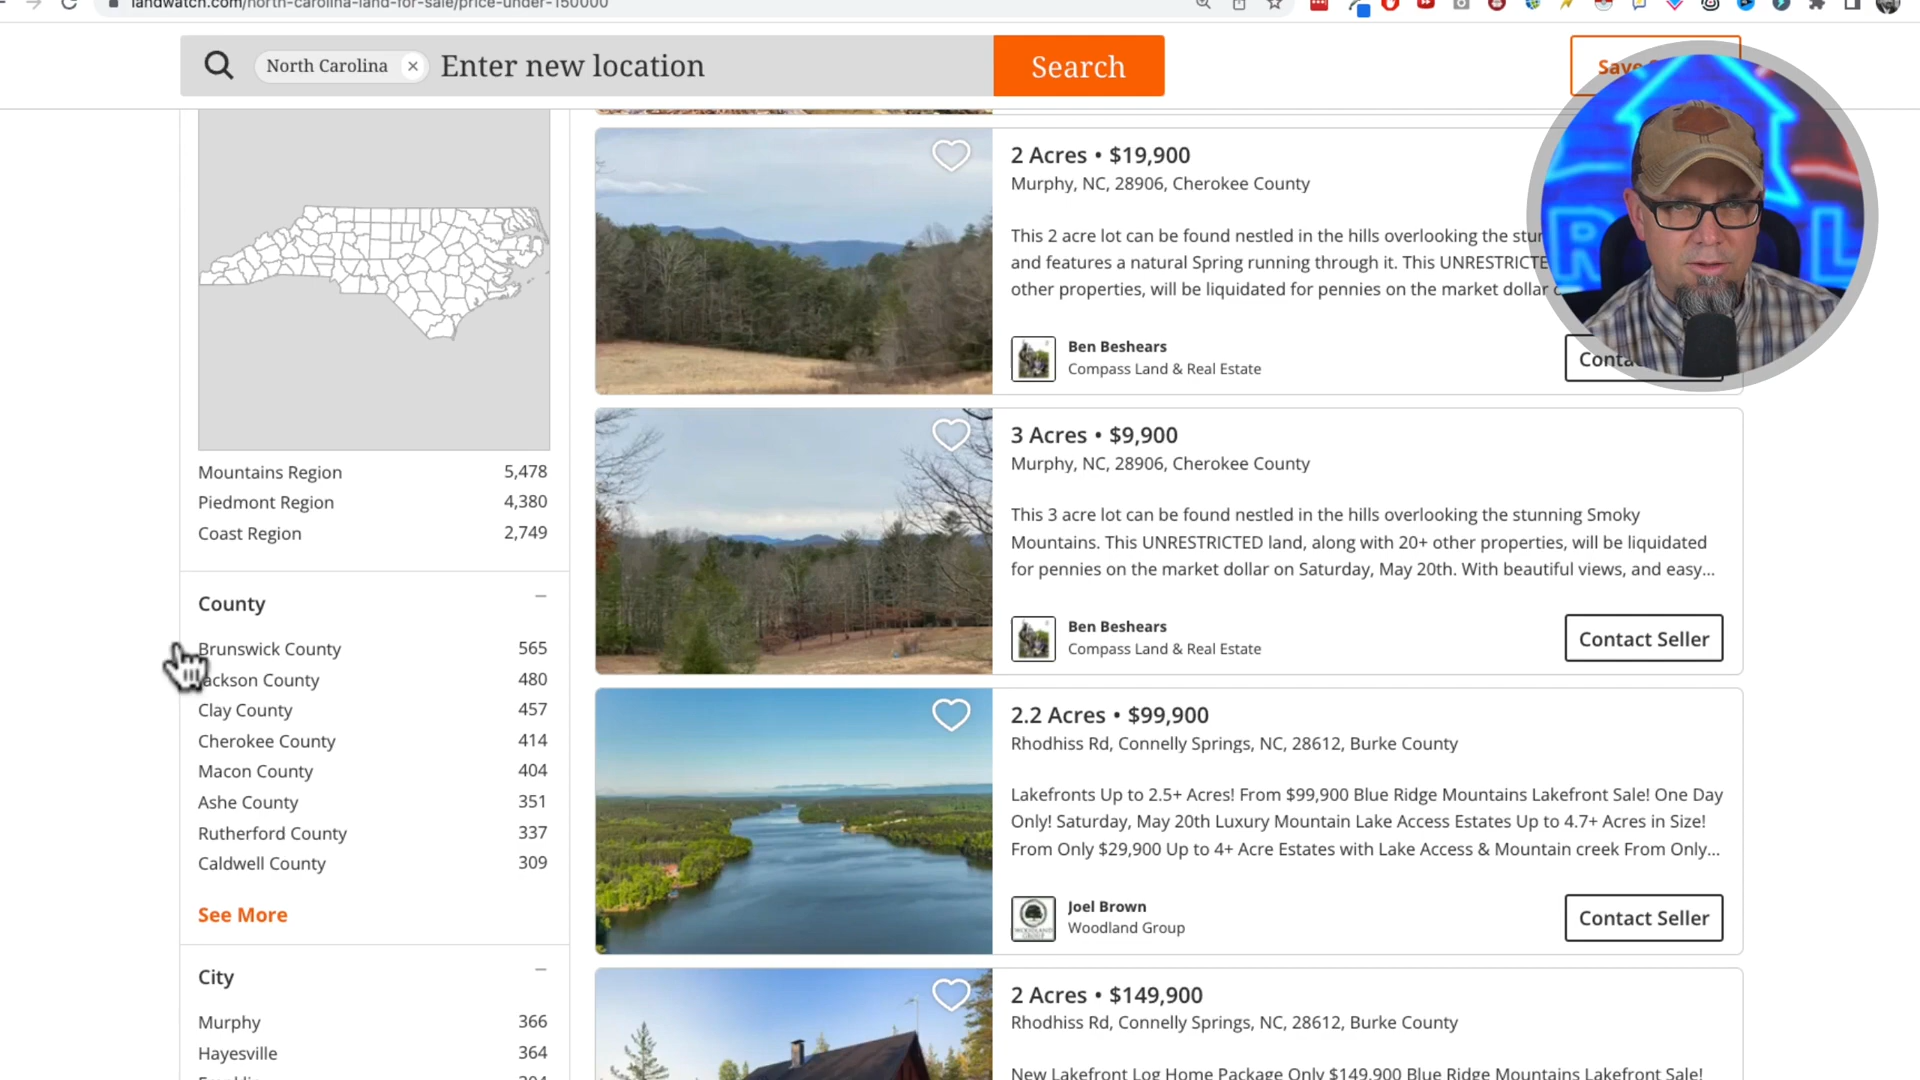 landwatch.com/north-carolina-land-for-sale/price-under-150000
North Carolina
Enter new location
Search
Save
Mountains Region 5,478
Piedmont Region 4,380
Coast Region 2,749
County
Brunswick County 565
ackson County 480
Clay County 457
Cherokee County 414
Macon County 404
Ashe County 351
Rutherford County 337
Caldwell County 309
See More
City
Murphy 366
Hayesville 364
2 Acres • $19,900
Murphy, NC, 28906, Cherokee County
This 2 acre lot can be found nestled in the hills overlooking the
and features a natural Spring running through it. This UNRESTRICTE
other properties, will be liquidated for pennies on the market dollar
Ben Beshears
Compass Land & Real Estate
Conta
3 Acres • $9,900
Murphy, NC, 28906, Cherokee County
This 3 acre lot can be found nestled in the hills overlooking the stunning Smoky
Mountains. This UNRESTRICTED land, along with 20+ other properties, will be liquidated
for pennies on the market dollar on Saturday, May 20th. With beautiful views, and easy...
Ben Beshears
Compass Land & Real Estate
Contact Seller
2.2 Acres • $99,900
Rhodhiss Rd, Connelly Springs, NC, 28612, Burke County
Lakefronts Up to 2.5+ Acres! From $99,900 Blue Ridge Mountains Lakefront Sale! One Day
Only! Saturday, May 20th Luxury Mountain Lake Access Estates Up to 4.7+ Acres in Size!
From Only $29,900 Up to 4+ Acre Estates with Lake Access & Mountain creek From Only...
Joel Brown
Woodland Group
Contact Seller
2 Acres • $149,900
Rhodhiss Rd, Connelly Springs, NC, 28612, Burke County
New Lakefront Log Home Package Only $149,900 Blue Ridge Mountains Lakefront Sale!